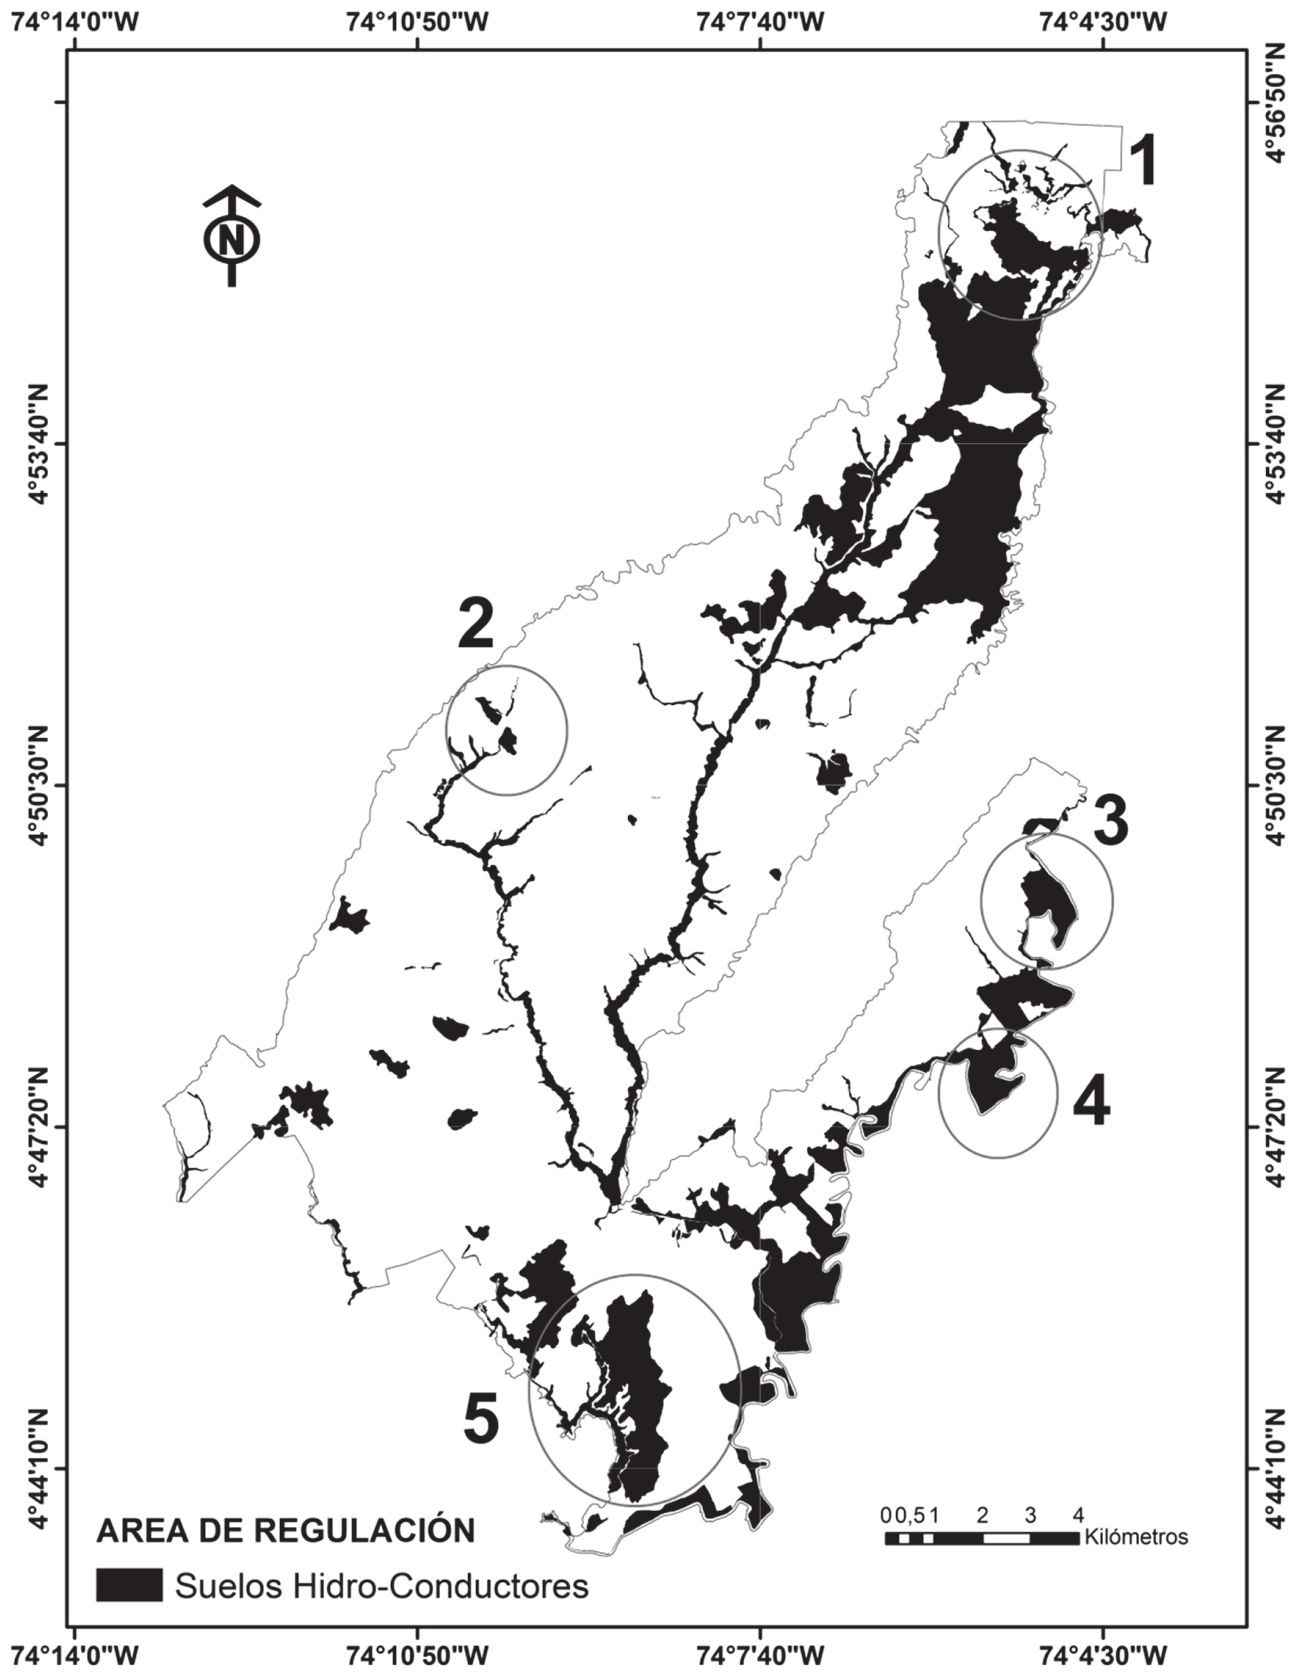 74°14'0"W 74°10'50"W 74°7'40"W 74°4'30"W
4°56'50"N
1
N
4°53'40"N 4°53'40"N
2
4°50'30"N 4°50'30"N
3
4
4°47'20"N 4°47'20"N
5
4°44'10"N 4°44'10"N
0 0,5 1 2 3 4
Kilómetros
AREA DE REGULACIÓN
Suelos Hidro-Conductores
74°14'0"W 74°10'50"W 74°7'40"W 74°4'30"W